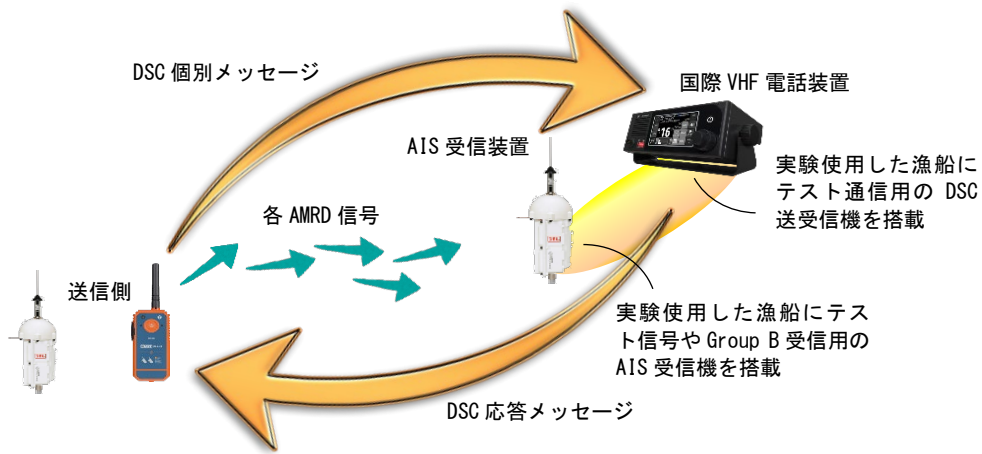 DSC 個別メッセージ
国際 VHF 電話装置
AIS 受信装置
16
実験使用した漁船に
テスト通信用の DSC
送受信機を搭載
各 AMRD 信号
送信側
実験使用した漁船にテス
ト信号や Group B 受信用の
AIS 受信機を搭載
DSC 応答メッセージ